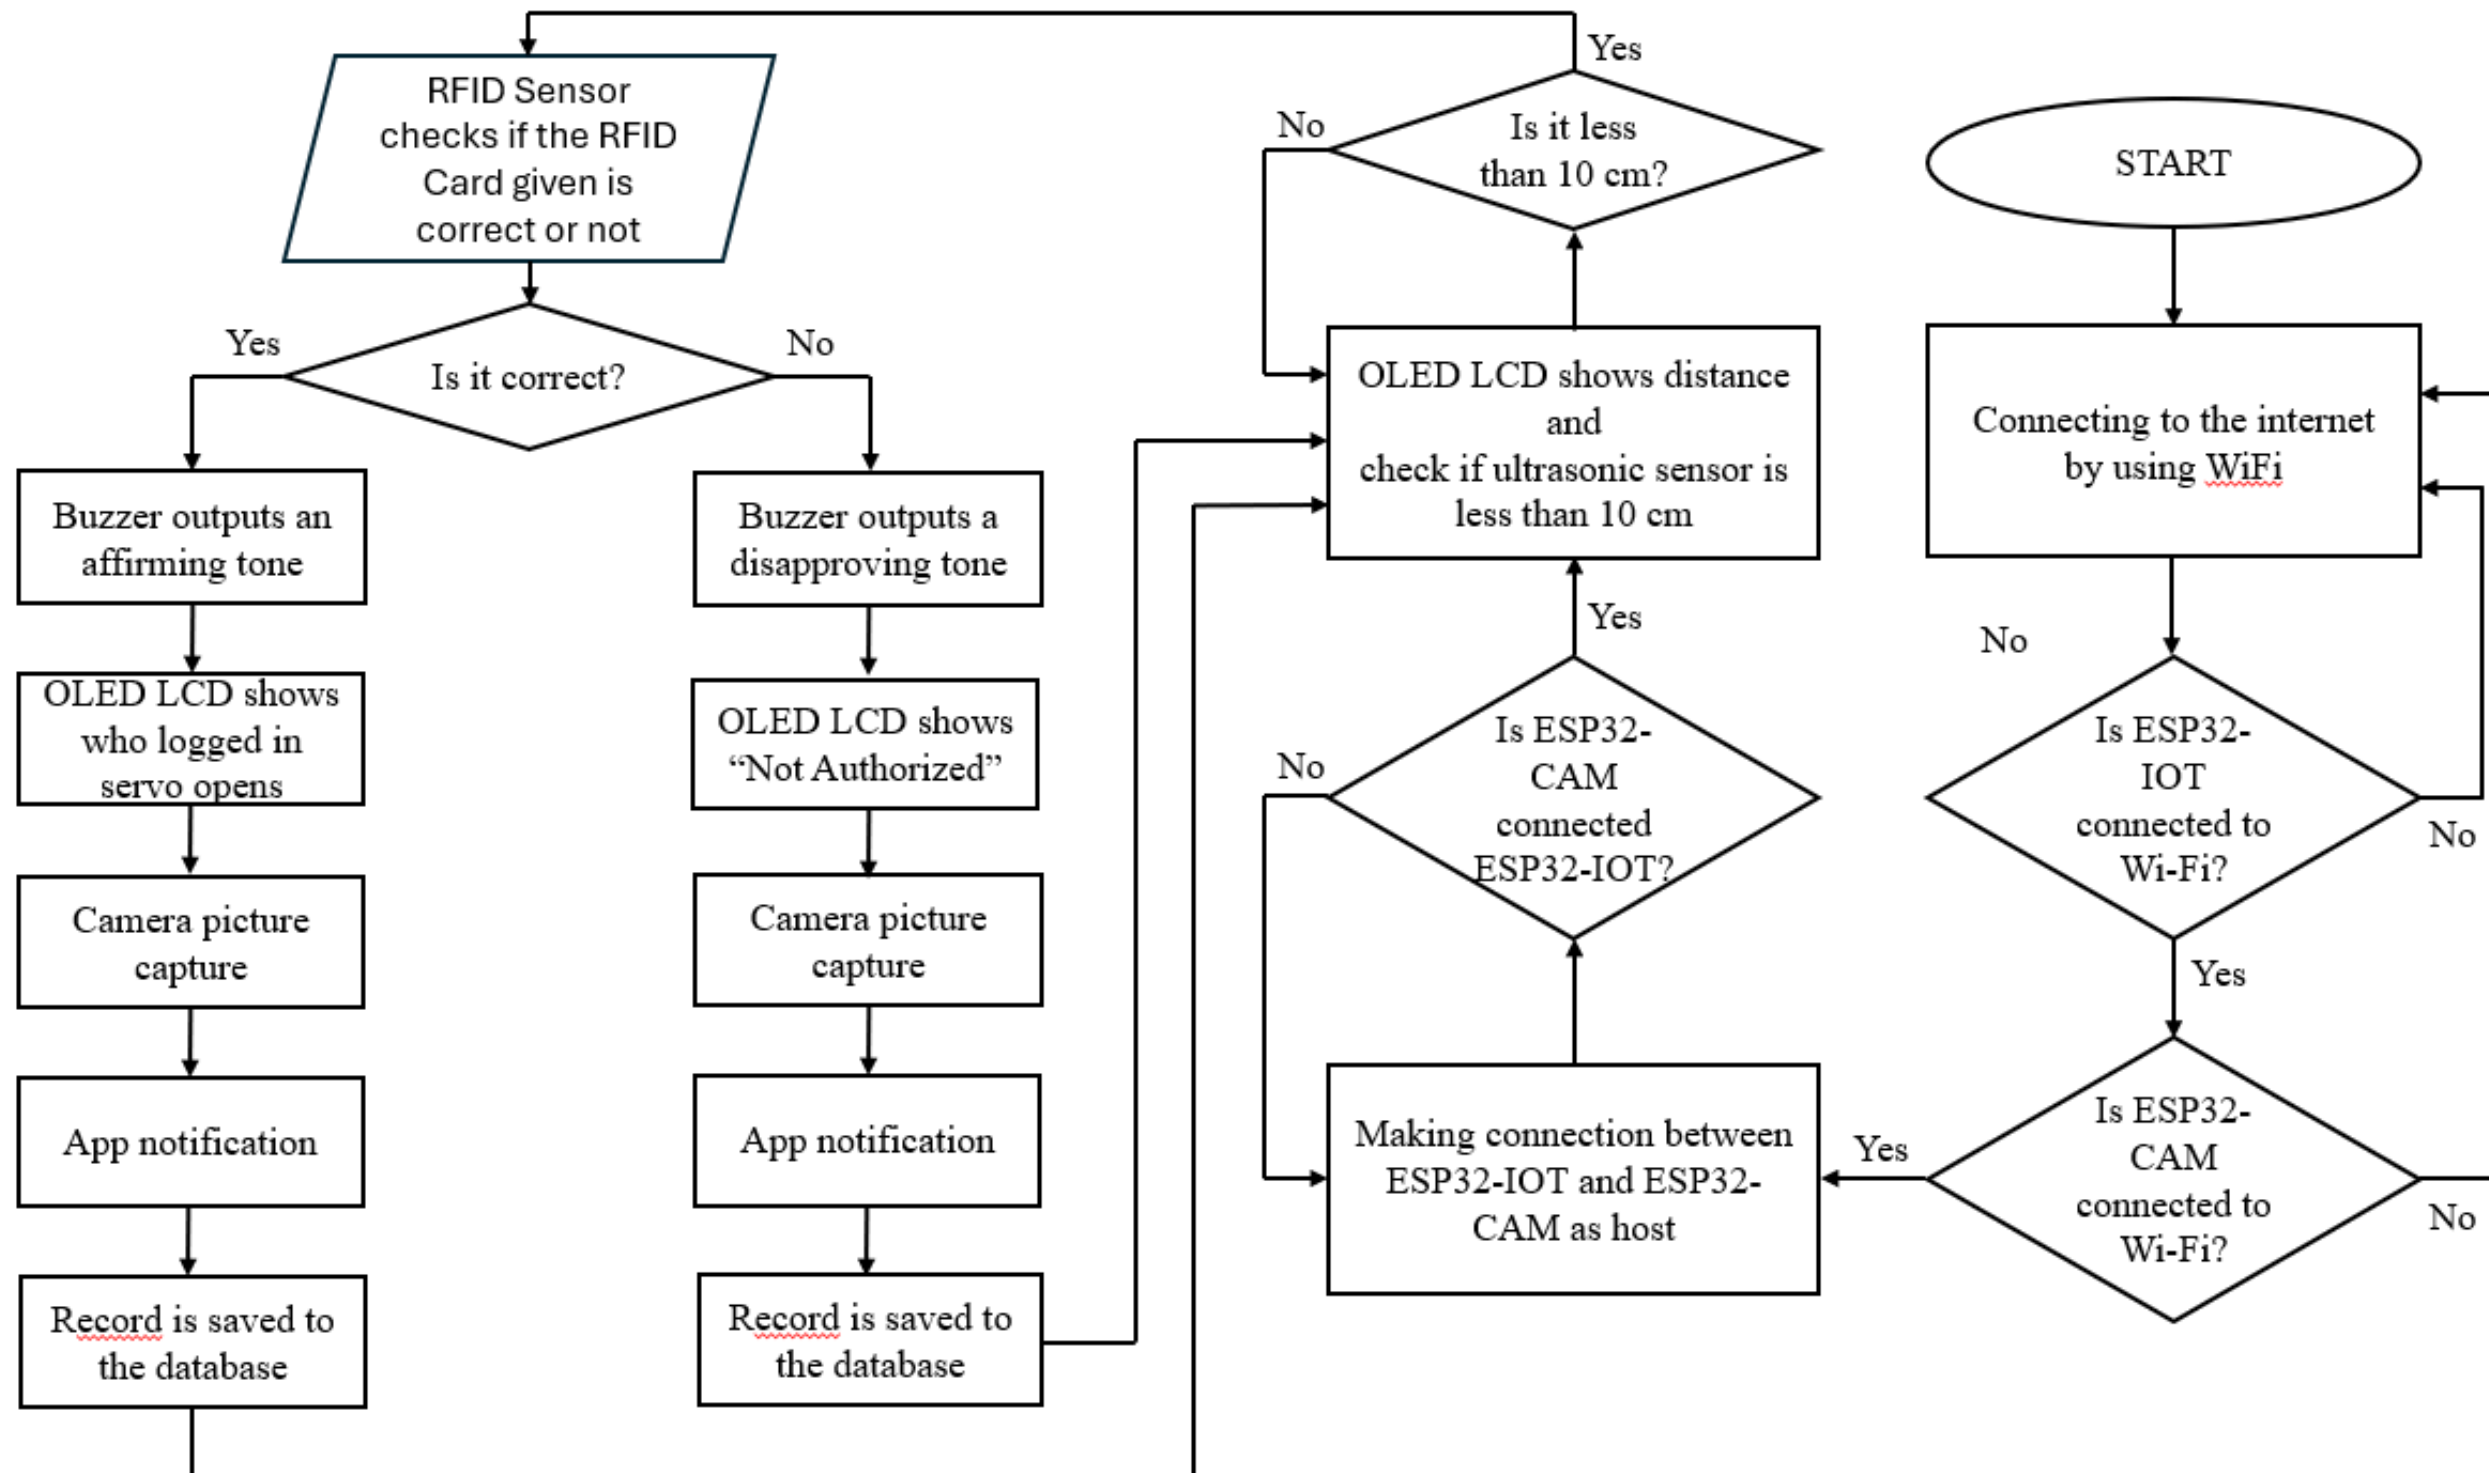 Yes
RFID Sensor
checks if the RFID
Card given is
correct or not
No
Is it less
than 10 cm?
START
Yes
No
Is it correct?
OLED LCD shows distance
and
check if ultrasonic sensor is
less than 10 cm
Connecting to the internet
by using WiFi
Buzzer outputs an
affirming tone
Buzzer outputs a
disapproving tone
Yes
No
OLED LCD shows
who logged in
servo opens
OLED LCD shows
“Not Authorized”
No
Is ESP32-
CAM
connected
ESP32-IOT?
Is ESP32-
IOT
connected to
Wi-Fi?
No
Camera picture
capture
Camera picture
capture
Yes
App notification
App notification
Making connection between
ESP32-IOT and ESP32-
CAM as host
Yes
Is ESP32-
CAM
connected to
Wi-Fi?
No
Record is saved to
the database
Record is saved to
the database